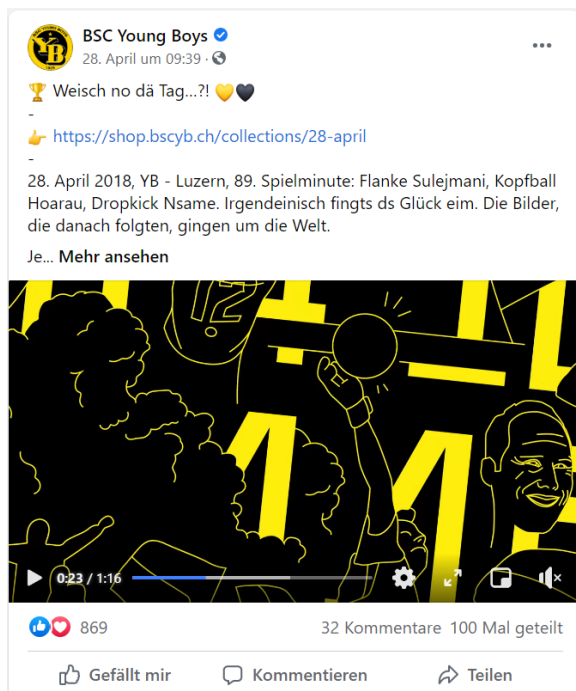 BSC Young Boys
28. April um 09:39 ·
🏆 Weisch no dä Tag...?! 💛🖤
-
👉 https://shop.bscyb.ch/collections/28-april
-
28. April 2018, YB - Luzern, 89. Spielminute: Flanke Sulejmani, Kopfball
Hoarau, Dropkick Nsame. Irgendeinisch fingts ds Glück eim. Die Bilder,
die danach folgten, gingen um die Welt.
Je... Mehr ansehen
12
0:23 / 1:16
869 32 Kommentare 100 Mal geteilt
Gefällt mir Kommentieren Teilen